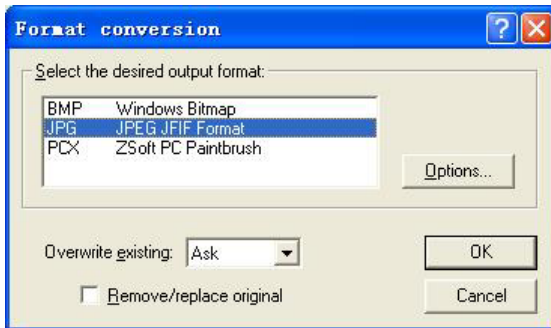 Format conversion
Select the desired output format:
BMP Windows Bitmap
JPG JPEG JFIF Format
PCX ZSoft PC Paintbrush
Options...
Overwrite existing: Ask
OK
Remove/replace original
Cancel